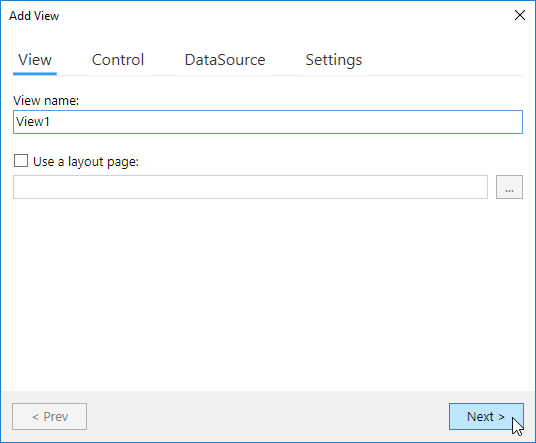 Add View
View Control DataSource Settings
View name:
View1
Use a layout page:
...
< Prev Next >